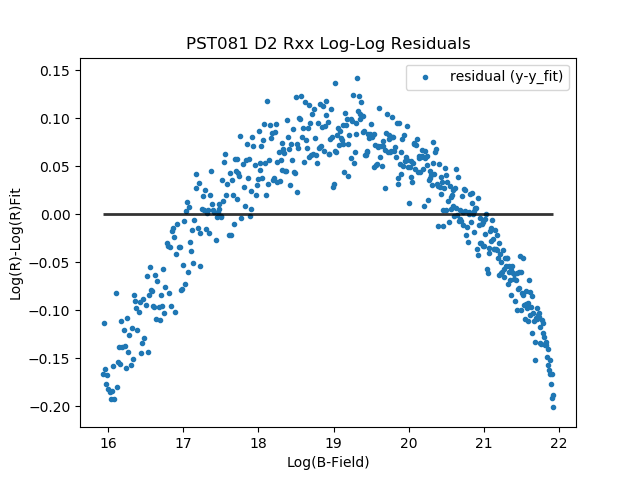 PST081 D2 Rxx Log-Log Residuals
residual (y-y_fit)
0.15
0.10
0.05
0.00
−0.05
−0.10
−0.15
−0.20
Log(R)-Log(R)Fit
16 17 18 19 20 21 22
Log(B-Field)